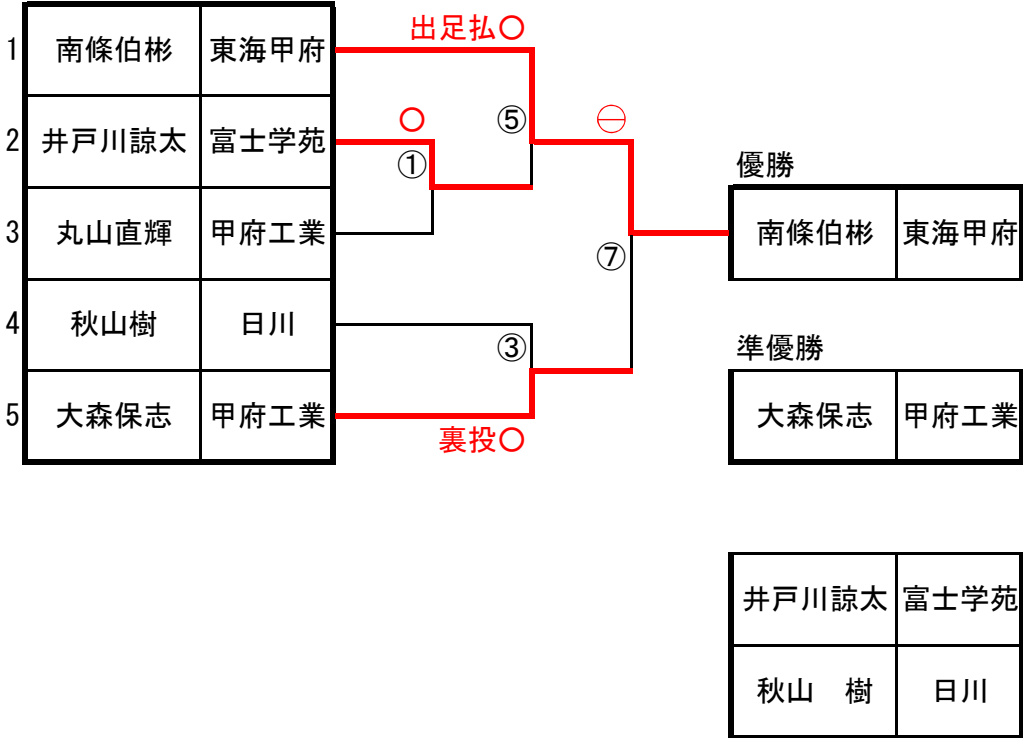 出足払〇
1 南條伯彬 東海甲府
⑤
〇
2 井戸川諒太 富士学苑
①
優勝
3 丸山直輝 甲府工業
南條伯彬 東海甲府
⑦
4 秋山樹 日川
③
準優勝
5 大森保志 甲府工業
大森保志 甲府工業
裏投〇
井戸川諒太 富士学苑
秋山 樹 日川